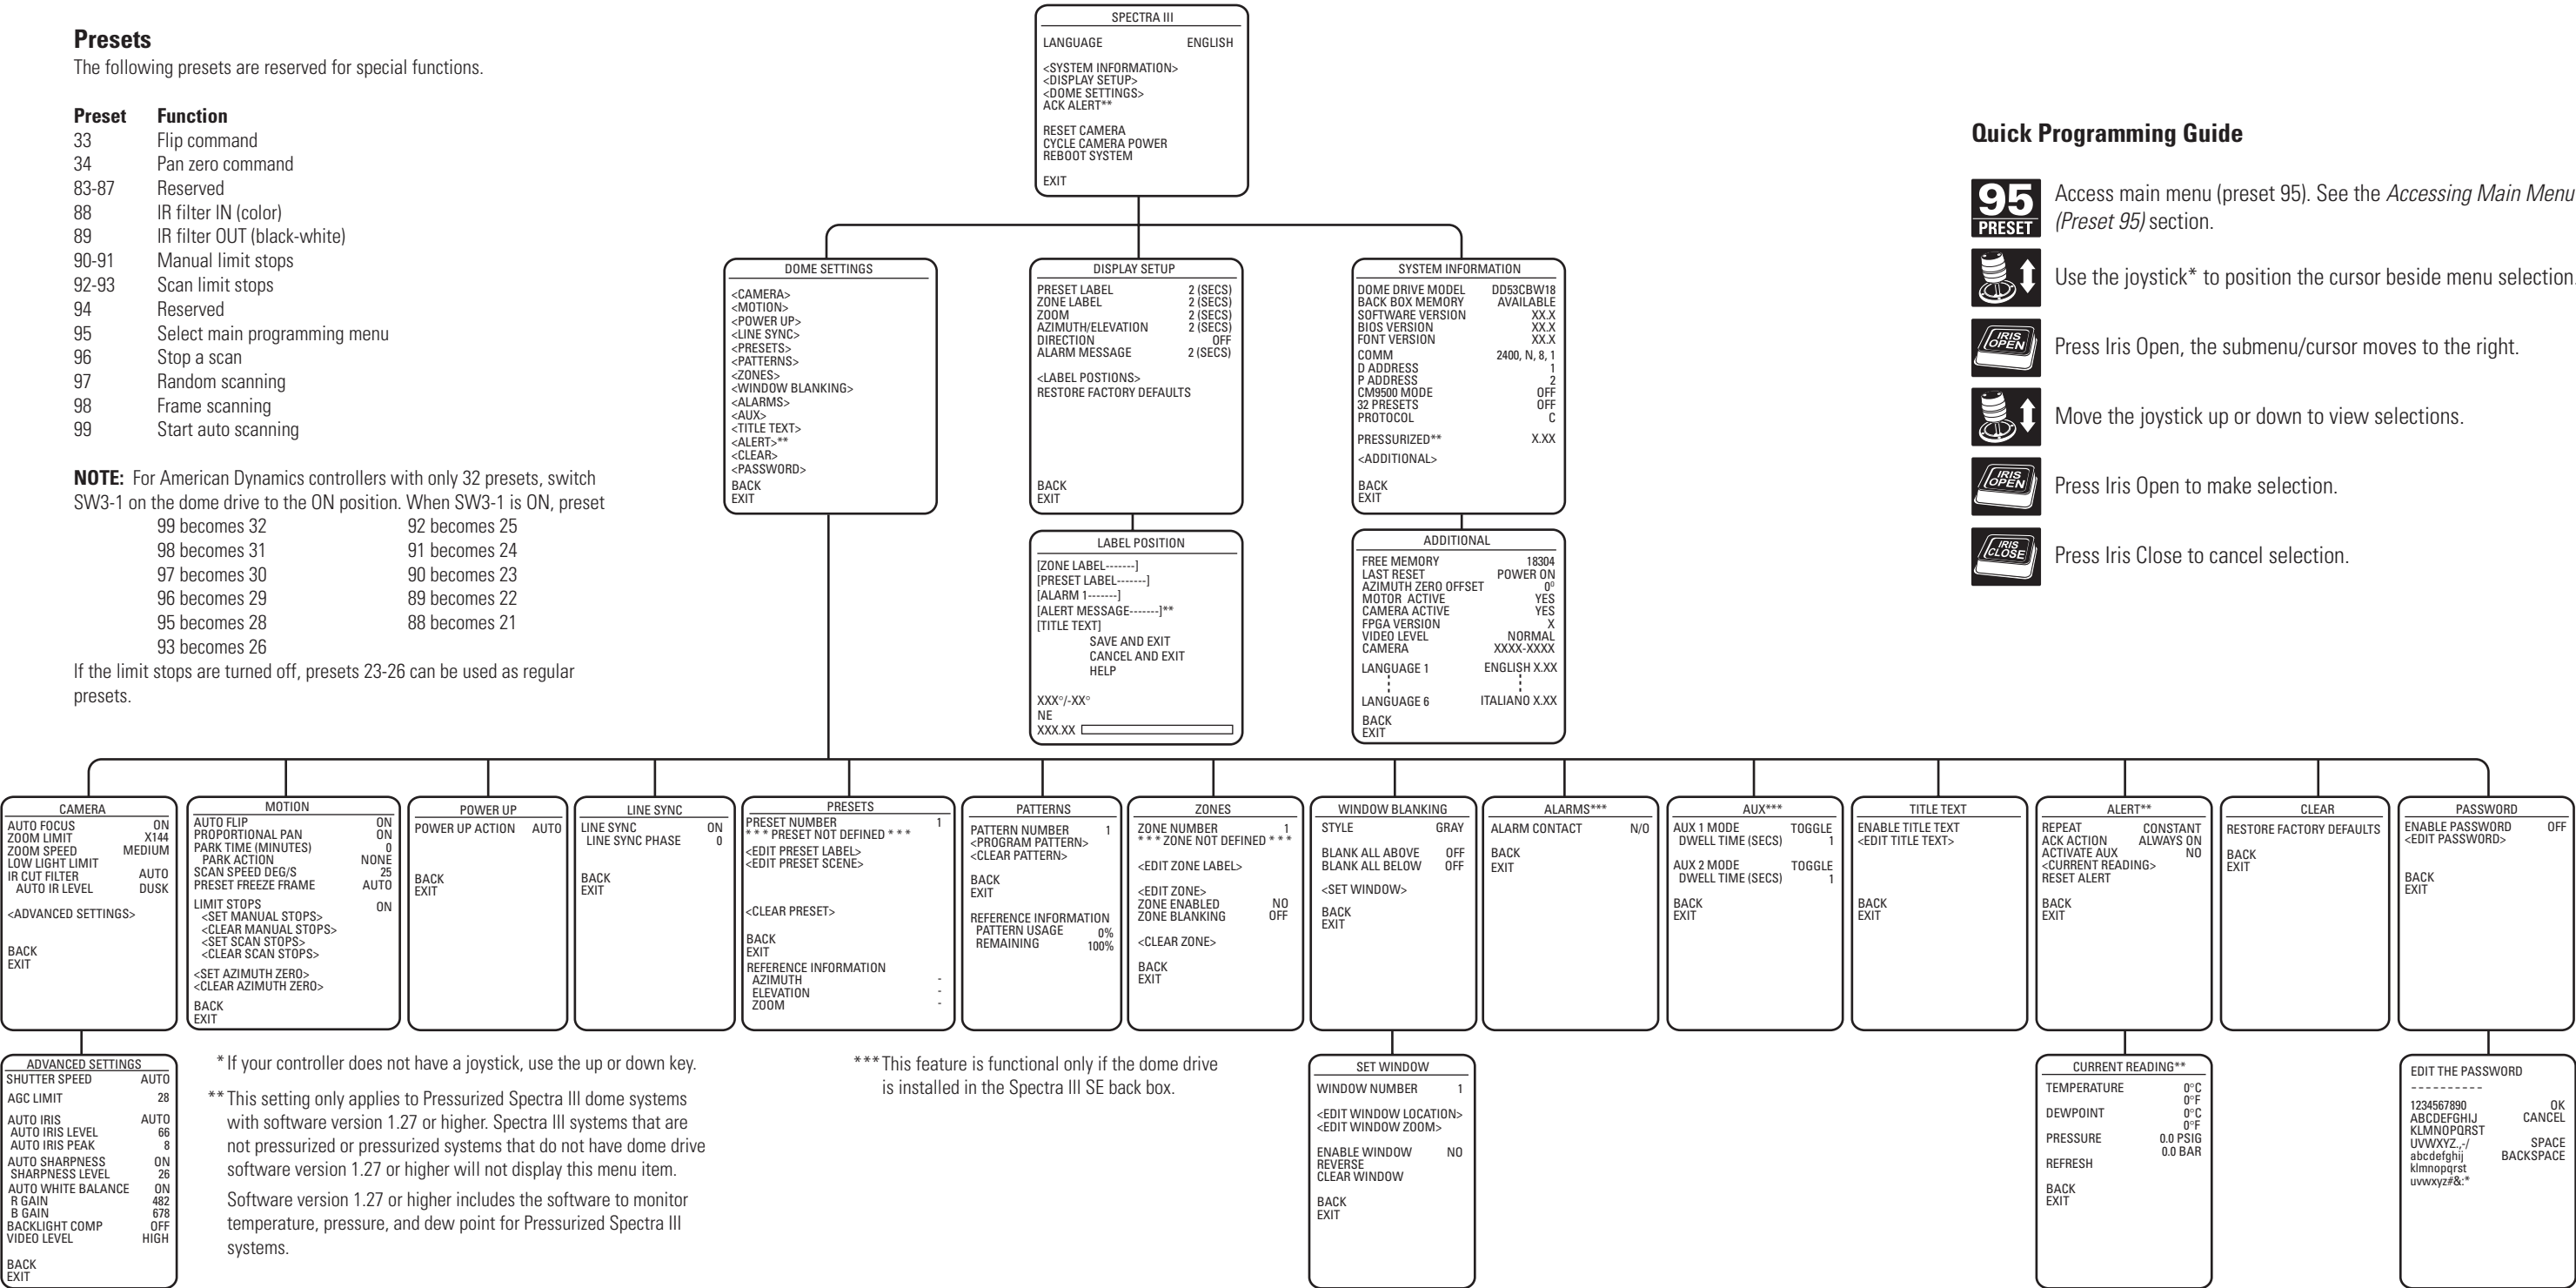 Presets
The following presets are reserved for special functions.
Preset Function
33 Flip command
34 Pan zero command
83-87 Reserved
88 IR filter IN (color)
89 IR filter OUT (black-white)
90-91 Manual limit stops
92-93 Scan limit stops
94 Reserved
95 Select main programming menu
96 Stop a scan
97 Random scanning
98 Frame scanning
99 Start auto scanning
NOTE: For American Dynamics controllers with only 32 presets, switch
SW3-1 on the dome drive to the ON position. When SW3-1 is ON, preset
99 becomes 32 92 becomes 25
98 becomes 31 91 becomes 24
97 becomes 30 90 becomes 23
96 becomes 29 89 becomes 22
95 becomes 28 88 becomes 21
93 becomes 26
If the limit stops are turned off, presets 23-26 can be used as regular
presets.
SPECTRA III
LANGUAGE ENGLISH
<SYSTEM INFORMATION>
<DISPLAY SETUP>
<DOME SETTINGS>
ACK ALERT**
RESET CAMERA
CYCLE CAMERA POWER
REBOOT SYSTEM
EXIT
Quick Programming Guide
95
PRESET
Access main menu (preset 95). See the Accessing Main Menu
(Preset 95) section.
Use the joystick* to position the cursor beside menu selection.
IRIS
OPEN
Press Iris Open, the submenu/cursor moves to the right.
Move the joystick up or down to view selections.
IRIS
OPEN
Press Iris Open to make selection.
IRIS
CLOSE
Press Iris Close to cancel selection.
DOME SETTINGS
<CAMERA>
<MOTION>
<POWER UP>
<LINE SYNC>
<PRESETS>
<PATTERNS>
<ZONES>
<WINDOW BLANKING>
<ALARMS>
<AUX>
<TITLE TEXT>
<ALERT>**
<CLEAR>
<PASSWORD>
BACK
EXIT
DISPLAY SETUP
PRESET LABEL 2 (SECS)
ZONE LABEL 2 (SECS)
ZOOM 2 (SECS)
AZIMUTH/ELEVATION 2 (SECS)
DIRECTION OFF
ALARM MESSAGE 2 (SECS)
<LABEL POSTIONS>
RESTORE FACTORY DEFAULTS
BACK
EXIT
SYSTEM INFORMATION
DOME DRIVE MODEL DD53CBW18
BACK BOX MEMORY AVAILABLE
SOFTWARE VERSION XX.X
BIOS VERSION XX.X
FONT VERSION XX.X
COMM 2400, N, 8, 1
D ADDRESS 1
P ADDRESS 2
CM9500 MODE OFF
32 PRESETS OFF
PROTOCOL C
PRESSURIZED** X.XX
<ADDITIONAL>
BACK
EXIT
LABEL POSITION
[ZONE LABEL-------]
[PRESET LABEL-------]
[ALARM 1-------]
[ALERT MESSAGE-------]**
[TITLE TEXT]
SAVE AND EXIT
CANCEL AND EXIT
HELP
XXX°/-XX°
NE
XXX.XX
ADDITIONAL
FREE MEMORY 18304
LAST RESET POWER ON
AZIMUTH ZERO OFFSET 0°
MOTOR ACTIVE YES
CAMERA ACTIVE YES
FPGA VERSION X
VIDEO LEVEL NORMAL
CAMERA XXXX-XXXX
LANGUAGE 1 ENGLISH X.XX
LANGUAGE 6 ITALIANO X.XX
BACK
EXIT
CAMERA
AUTO FOCUS ON
ZOOM LIMIT X144
ZOOM SPEED MEDIUM
LOW LIGHT LIMIT
IR CUT FILTER AUTO
AUTO IR LEVEL DUSK
<ADVANCED SETTINGS>
BACK
EXIT
MOTION
AUTO FLIP ON
PROPORTIONAL PAN ON
PARK TIME (MINUTES) 0
PARK ACTION NONE
SCAN SPEED DEG/S 25
PRESET FREEZE FRAME AUTO
LIMIT STOPS ON
<SET MANUAL STOPS>
<CLEAR MANUAL STOPS>
<SET SCAN STOPS>
<CLEAR SCAN STOPS>
<SET AZIMUTH ZERO>
<CLEAR AZIMUTH ZERO>
BACK
EXIT
POWER UP
POWER UP ACTION AUTO
BACK
EXIT
LINE SYNC
LINE SYNC ON
LINE SYNC PHASE 0
BACK
EXIT
PRESETS
PRESET NUMBER 1
* * * PRESET NOT DEFINED * * *
<EDIT PRESET LABEL>
<EDIT PRESET SCENE>
<CLEAR PRESET>
BACK
EXIT
REFERENCE INFORMATION
AZIMUTH -
ELEVATION -
ZOOM -
PATTERNS
PATTERN NUMBER 1
<PROGRAM PATTERN>
<CLEAR PATTERN>
BACK
EXIT
REFERENCE INFORMATION
PATTERN USAGE 0%
REMAINING 100%
ZONES
ZONE NUMBER 1
* * * ZONE NOT DEFINED * * *
<EDIT ZONE LABEL>
<EDIT ZONE>
ZONE ENABLED NO
ZONE BLANKING OFF
<CLEAR ZONE>
BACK
EXIT
WINDOW BLANKING
STYLE GRAY
BLANK ALL ABOVE OFF
BLANK ALL BELOW OFF
<SET WINDOW>
BACK
EXIT
ALARMS***
ALARM CONTACT N/O
BACK
EXIT
AUX***
AUX 1 MODE TOGGLE
DWELL TIME (SECS) 1
AUX 2 MODE TOGGLE
DWELL TIME (SECS) 1
BACK
EXIT
TITLE TEXT
ENABLE TITLE TEXT
<EDIT TITLE TEXT>
BACK
EXIT
ALERT**
REPEAT CONSTANT
ACK ACTION ALWAYS ON
ACTIVATE AUX NO
<CURRENT READING>
RESET ALERT
BACK
EXIT
CLEAR
RESTORE FACTORY DEFAULTS
BACK
EXIT
PASSWORD
ENABLE PASSWORD OFF
<EDIT PASSWORD>
BACK
EXIT
ADVANCED SETTINGS
SHUTTER SPEED AUTO
AGC LIMIT 28
AUTO IRIS AUTO
AUTO IRIS LEVEL 66
AUTO IRIS PEAK 8
AUTO SHARPNESS ON
SHARPNESS LEVEL 26
AUTO WHITE BALANCE ON
R GAIN 482
B GAIN 678
BACKLIGHT COMP OFF
VIDEO LEVEL HIGH
BACK
EXIT
* If your controller does not have a joystick, use the up or down key.
** This setting only applies to Pressurized Spectra III dome systems
with software version 1.27 or higher. Spectra III systems that are
not pressurized or pressurized systems that do not have dome drive
software version 1.27 or higher will not display this menu item.
Software version 1.27 or higher includes the software to monitor
temperature, pressure, and dew point for Pressurized Spectra III
systems.
***This feature is functional only if the dome drive
is installed in the Spectra III SE back box.
SET WINDOW
WINDOW NUMBER 1
<EDIT WINDOW LOCATION>
<EDIT WINDOW ZOOM>
ENABLE WINDOW NO
REVERSE
CLEAR WINDOW
BACK
EXIT
CURRENT READING**
TEMPERATURE 0°C
0°F
DEWPOINT 0°C
0°F
PRESSURE 0.0 PSIG
0.0 BAR
REFRESH
BACK
EXIT
EDIT THE PASSWORD
- - - - - - - - - -
1234567890 OK
ABCDEFGHIJ CANCEL
KLMNOPQRST
UVWXYZ.,-/ SPACE
abcdefghij BACKSPACE
klmnopqrst
uvwxyz#&:*